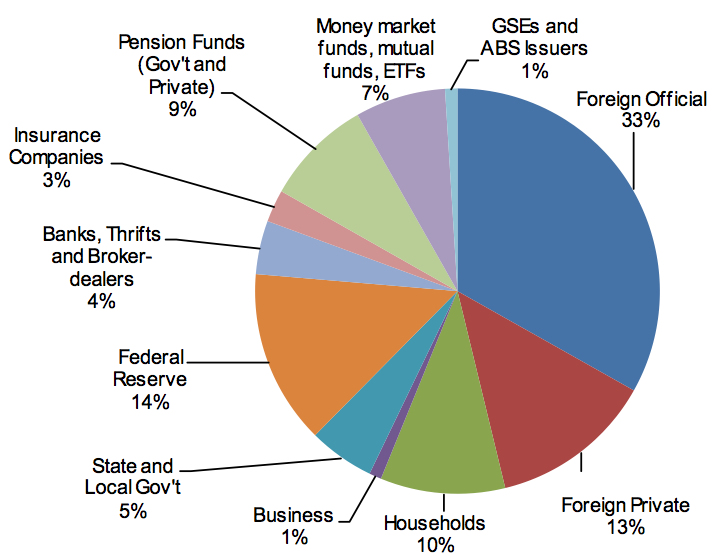 Money market
funds, mutual
funds, ETFs
7%
GSEs and
ABS Issuers
1%
Foreign Official
33%
Foreign Private
13%
Households
10%
Business
1%
State and
Local Gov't
5%
Federal
Reserve
14%
Banks, Thrifts
and Broker-
dealers
4%
Insurance
Companies
3%
Pension Funds
(Gov't and
Private)
9%